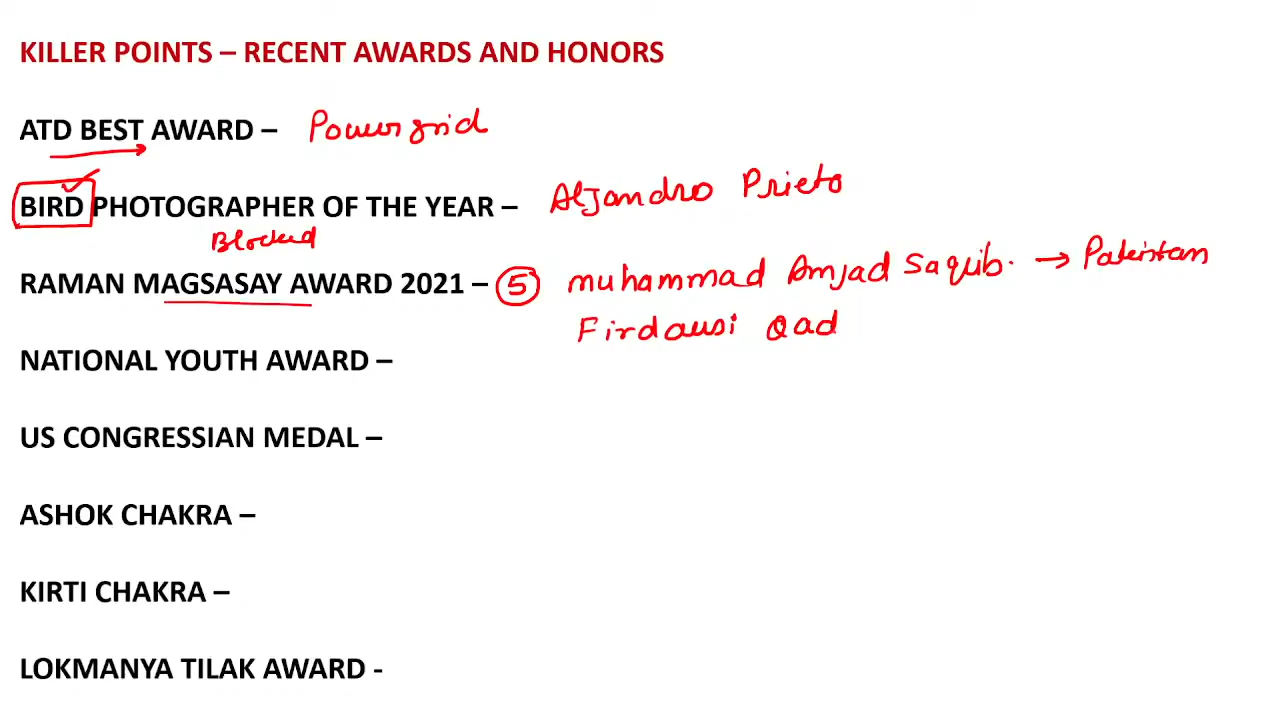 KILLER POINTS – RECENT AWARDS AND HONORS
ATD BEST AWARD – Powergrid
BIRD PHOTOGRAPHER OF THE YEAR – Aljandro Prieto
Blocked
RAMAN MAGSASAY AWARD 2021 – 5 muhammad Amjad Saquib. → Pakistan
Firdausi Qad
NATIONAL YOUTH AWARD –
US CONGRESSIAN MEDAL –
ASHOK CHAKRA –
KIRTI CHAKRA –
LOKMANYA TILAK AWARD -